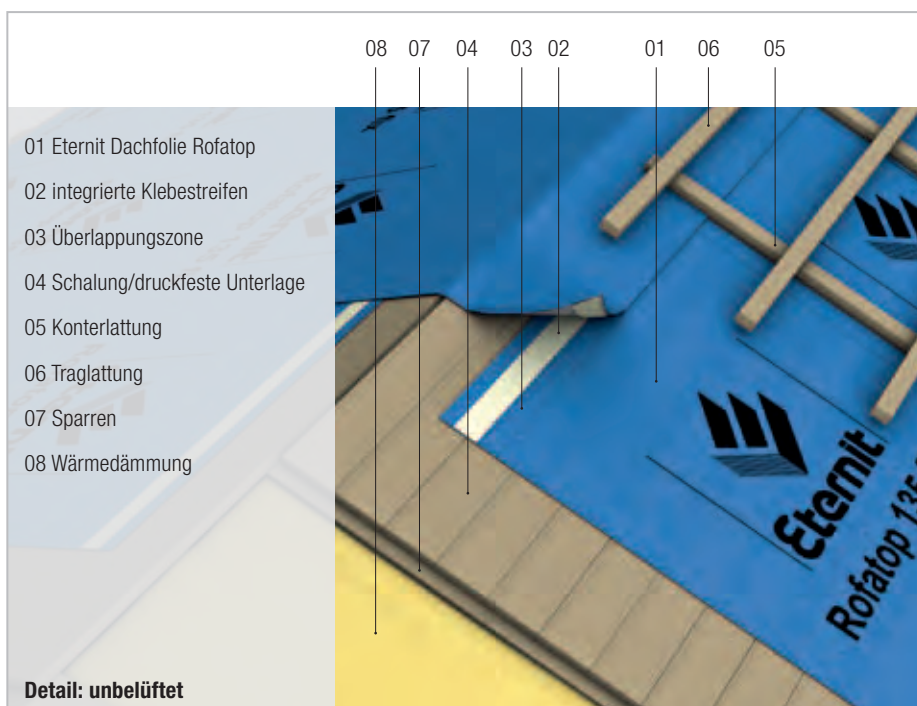 08 07 04 03 02 01 06 05
01 Eternit Dachfolie Rofatop
02 integrierte Klebestreifen
03 Überlappungszone
04 Schalung/druckfeste Unterlage
05 Konterlattung
06 Traglattung
07 Sparren
08 Wärmedämmung
Eternit
Rofatop 135
Detail: unbelüftet